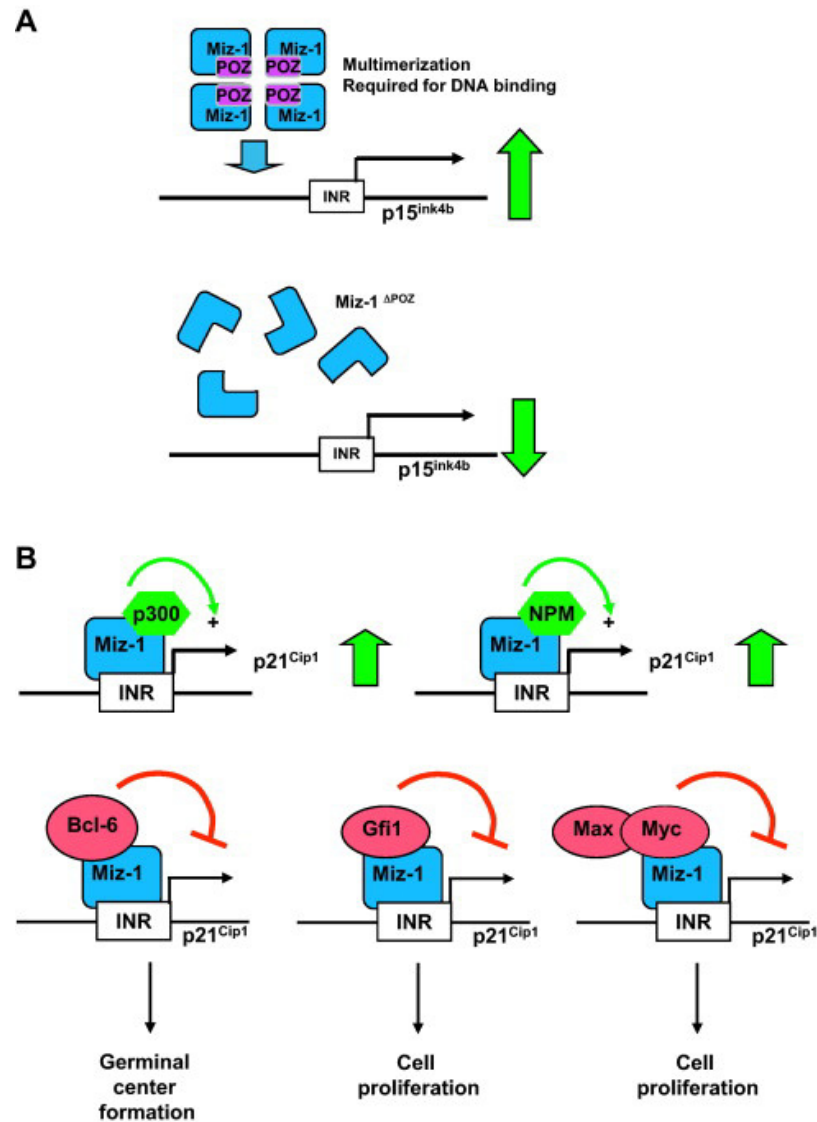 A
Miz-1 Miz-1
POZ POZ
POZ POZ
Miz-1 Miz-1
Multimerization
Required for DNA binding
INR
p15ink4b
Miz-1 ΔPOZ
INR
p15ink4b
B
p300
+
Miz-1
INR
p21Cip1
NPM
+
Miz-1
INR
p21Cip1
Bcl-6
Miz-1
INR
p21Cip1
Germinal
center
formation
Gfi1
Miz-1
INR
p21Cip1
Cell
proliferation
Max Myc
Miz-1
INR
p21Cip1
Cell
proliferation